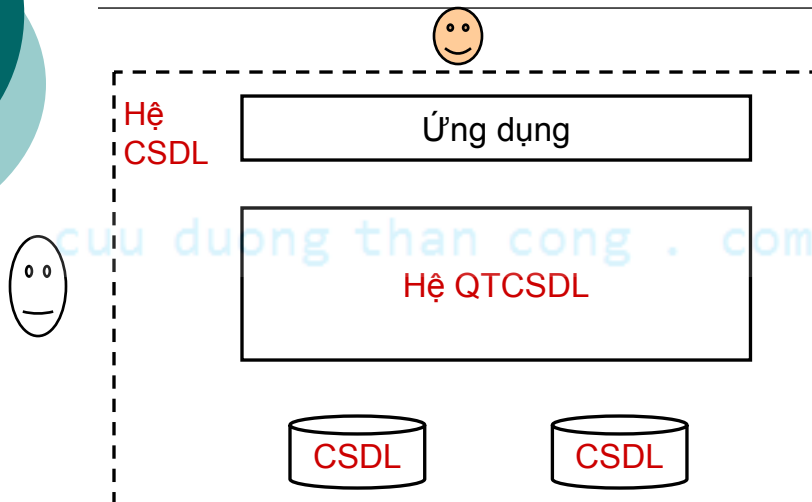 Hệ
CSDL
Ứng dụng
cuu duong than cong . com
Hệ QTCSDL
CSDL
CSDL